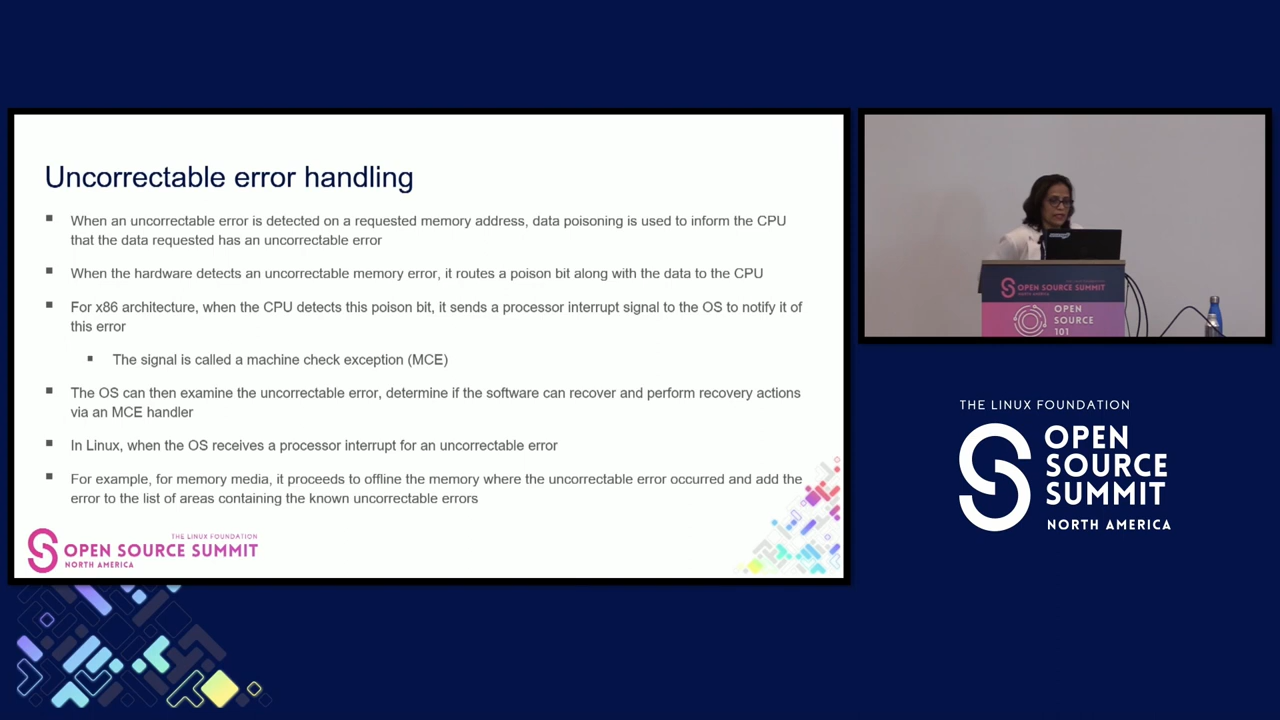 Uncorrectable error handling
▪ When an uncorrectable error is detected on a requested memory address, data poisoning is used to inform the CPU
that the data requested has an uncorrectable error
▪ When the hardware detects an uncorrectable memory error, it routes a poison bit along with the data to the CPU
▪ For x86 architecture, when the CPU detects this poison bit, it sends a processor interrupt signal to the OS to notify it of
this error
▪ The signal is called a machine check exception (MCE)
▪ The OS can then examine the uncorrectable error, determine if the software can recover and perform recovery actions
via an MCE handler
▪ In Linux, when the OS receives a processor interrupt for an uncorrectable error
▪ For example, for memory media, it proceeds to offline the memory where the uncorrectable error occurred and add the
error to the list of areas containing the known uncorrectable errors
THE LINUX FOUNDATION
OPEN SOURCE SUMMIT
NORTH AMERICA
OPEN SOURCE SUMMIT
NORTH AMERICA
OPEN
SOURCE
101
THE LINUX FOUNDATION
OPEN
SOURCE
SUMMIT
NORTH AMERICA